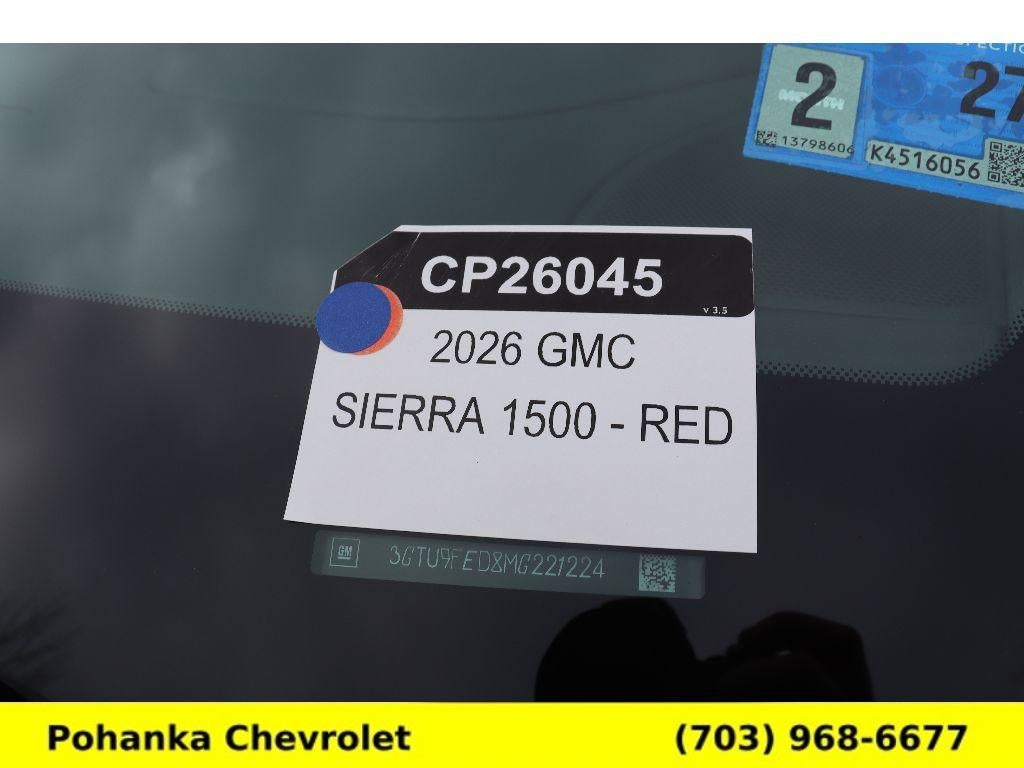 2
27
13798606
K4516056
CP26045
v 3.5
2026 GMC
SIERRA 1500 - RED
GM
3GTU9FED8MG221224
Pohanka Chevrolet
(703) 968-6677